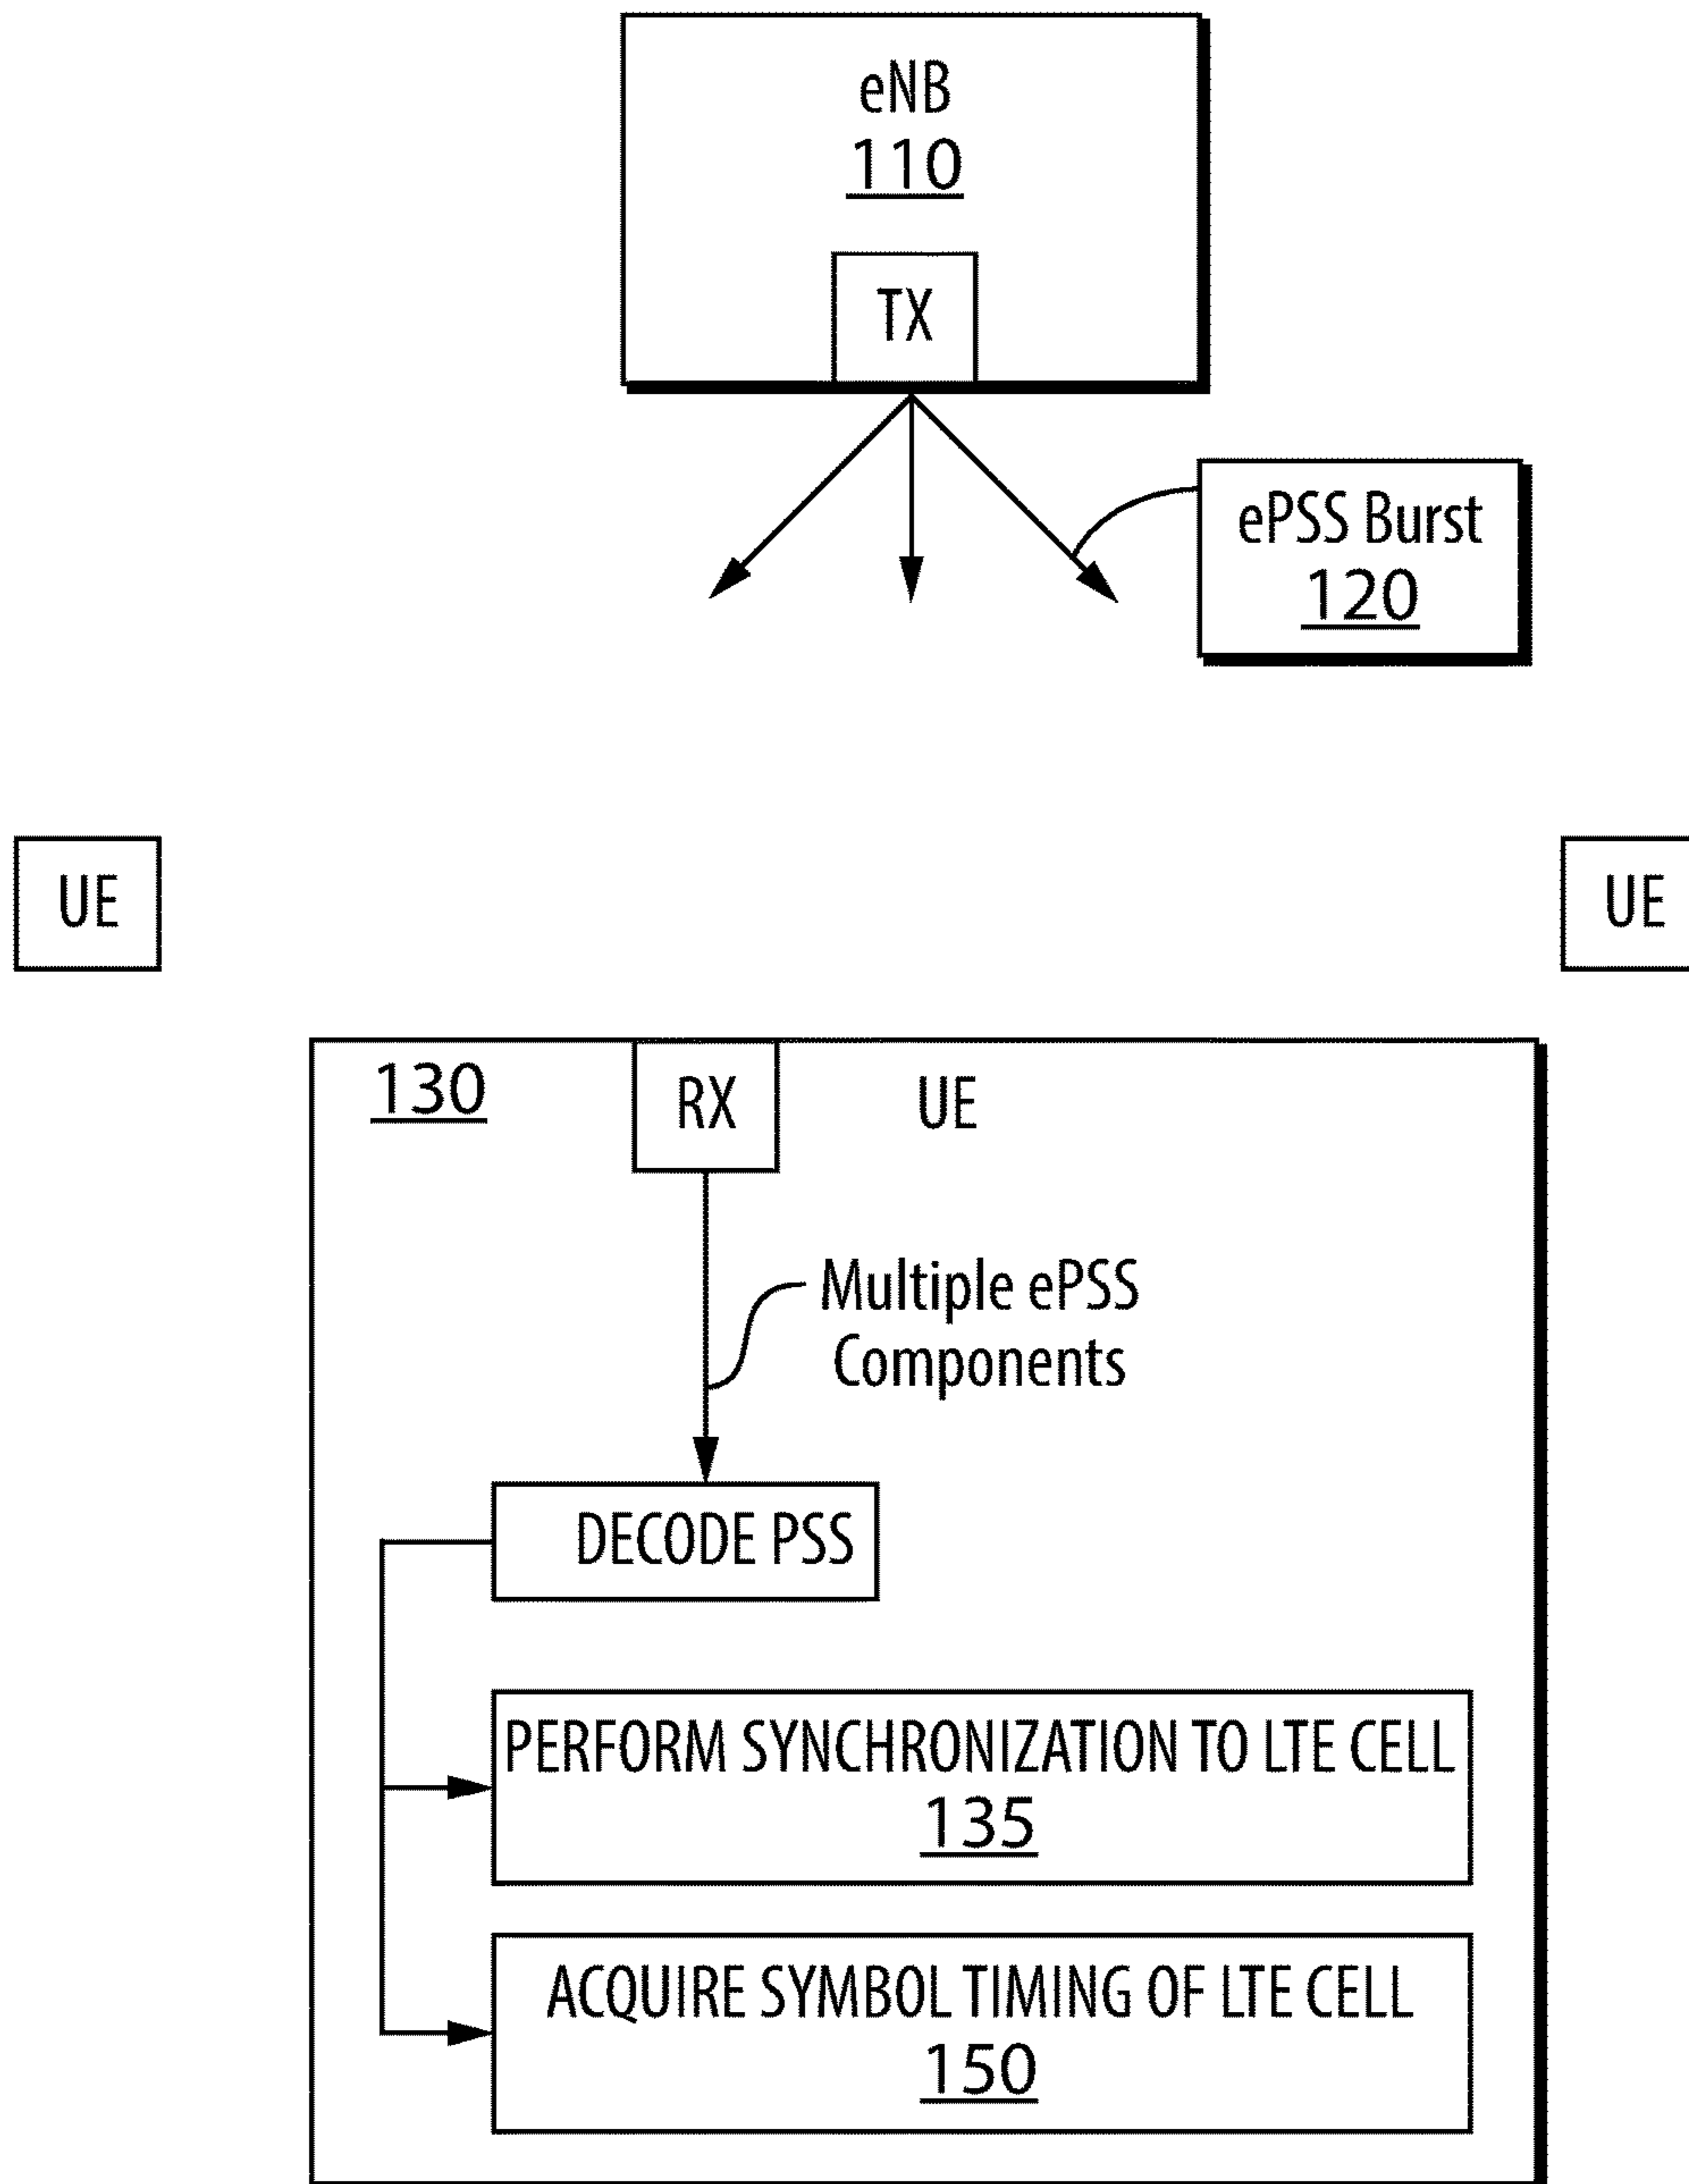 eNB
110
TX
ePSS Burst
120
UE
UE
130
RX
UE
Multiple ePSS
Components
DECODE PSS
PERFORM SYNCHRONIZATION TO LTE CELL
135
ACQUIRE SYMBOL TIMING OF LTE CELL
150